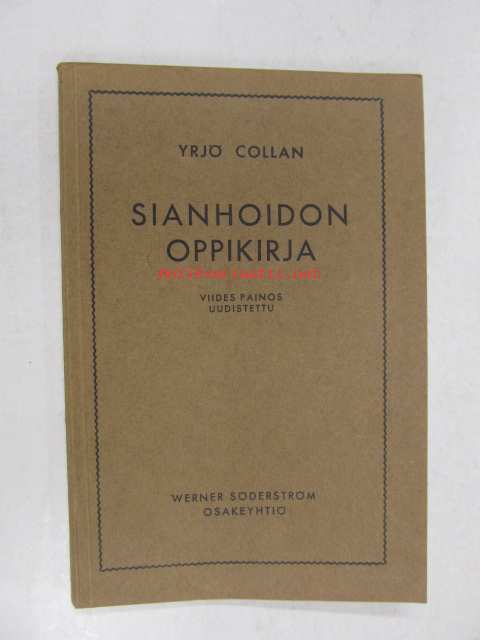 YRJÖ COLLAN
SIANHOIDON
OPPIKIRJA
VIIDES PAINOS
UUDISTETTU
WERNER SÖDERSTRÖM
OSAKEYHTIÖ